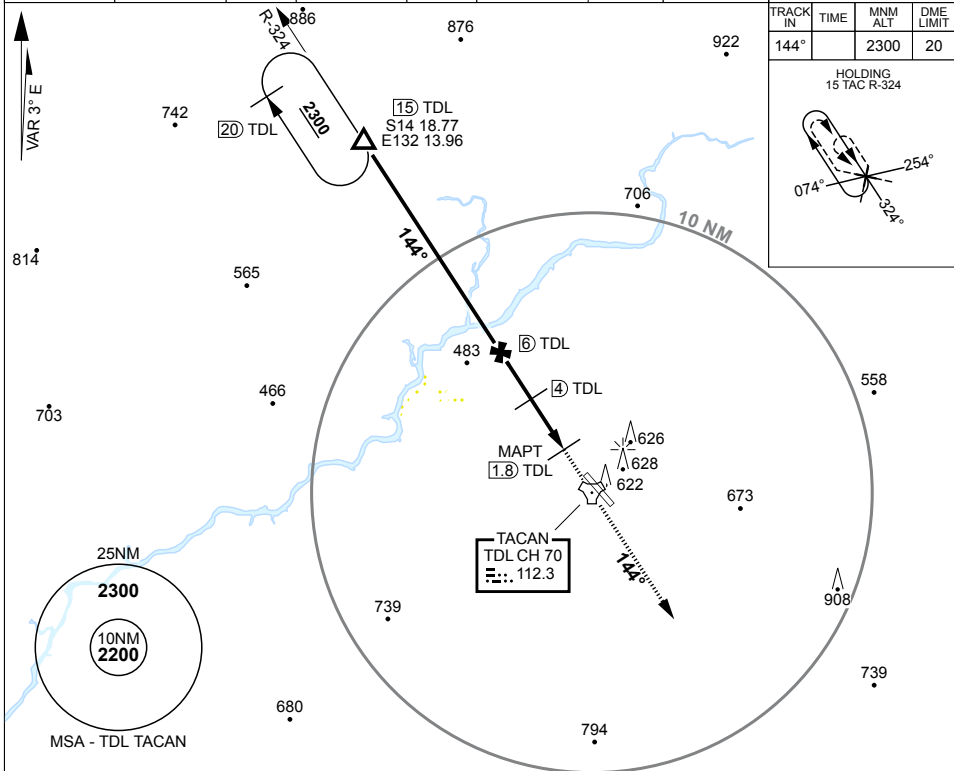 TRACK IN
TIME
MNM ALT
DME LIMIT
144°
2300
20
HOLDING
15 TAC R-324
254°
074°
324°
VAR 3° E
R-324
886
876
922
742
20 TDL
2300
15 TDL
S14 18.77
E132 13.96
706
10 NM
814
144°
565
483
6 TDL
466
4 TDL
558
703
MAPT
1.8 TDL
626
628
622
673
TACAN
TDL CH 70
112.3
144°
25NM
2300
10NM
2200
MSA - TDL TACAN
739
908
739
680
794